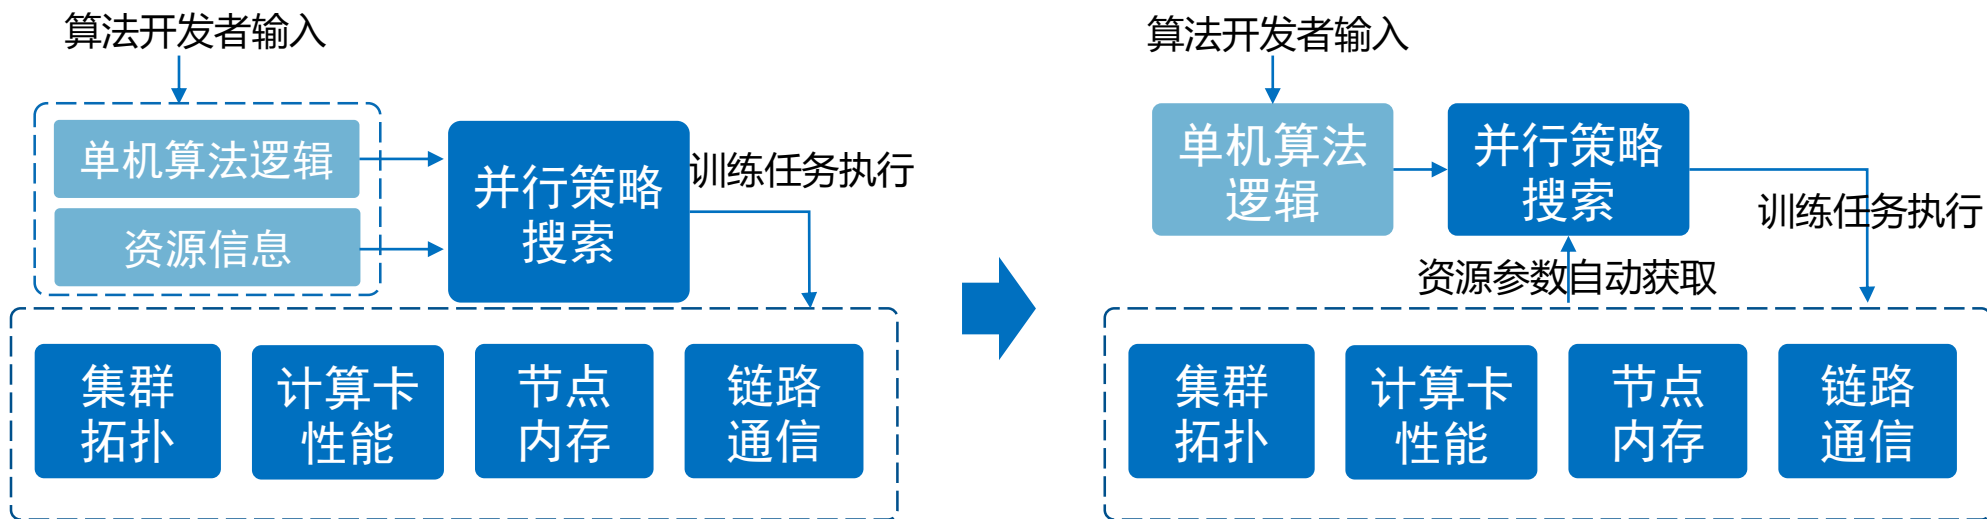 算法开发者输入
单机算法逻辑
资源信息
并行策略
搜索
训练任务执行
集群
拓扑
计算卡
性能
节点
内存
链路
通信
算法开发者输入
单机算法
逻辑
并行策略
搜索
训练任务执行
资源参数自动获取
集群
拓扑
计算卡
性能
节点
内存
链路
通信